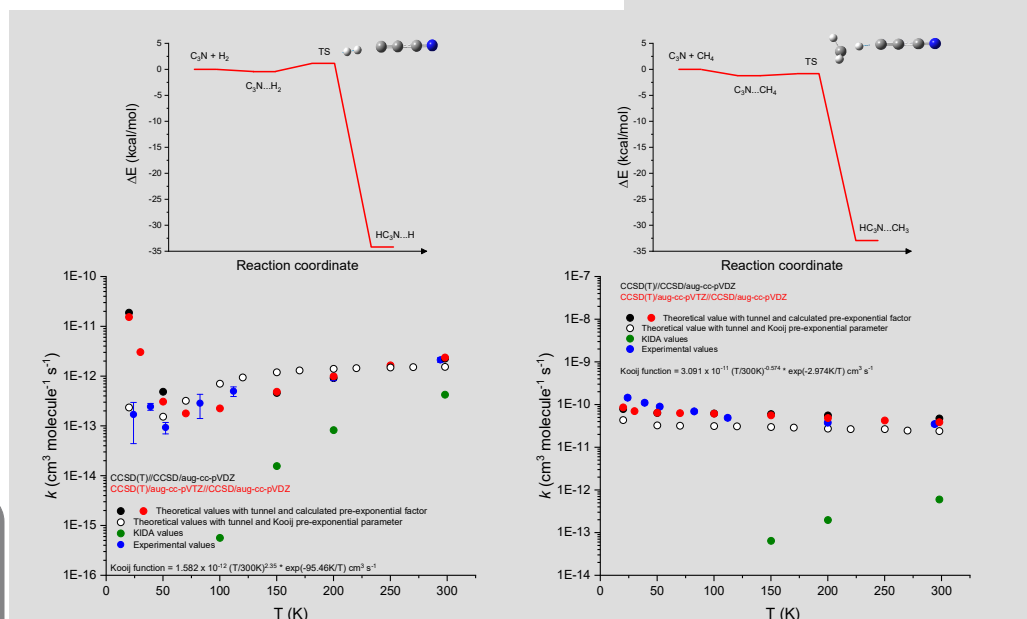 5
0
-5
-10
-15
-20
-25
-30
-35
ΔE (kcal/mol)
C₃N + H₂
C₃N...H₂
TS
HC₃N...H
Reaction coordinate
5
0
-5
-10
-15
-20
-25
-30
-35
ΔE (kcal/mol)
C₃N + CH₄
C₃N...CH₄
TS
HC₃N...CH₃
Reaction coordinate
1E-10
1E-11
1E-12
1E-13
1E-14
1E-15
1E-16
k (cm³ molecule⁻¹ s⁻¹)
CCSD(T)//CCSD/aug-cc-pVDZ
CCSD(T)/aug-cc-pVTZ//CCSD/aug-cc-pVDZ
Theoretical values with tunnel and calculated pre-exponential factor
Theoretical values with tunnel and Kooij pre-exponential parameter
KIDA values
Experimental values
Kooij function = 1.582 x 10⁻¹² (T/300K)²·³⁵ * exp(-95.46K/T) cm³ s⁻¹
0 50 100 150 200 250 300
T (K)
1E-7
1E-8
1E-9
1E-10
1E-11
1E-12
1E-13
1E-14
k (cm³ molecule⁻¹ s⁻¹)
CCSD(T)//CCSD/aug-cc-pVDZ
CCSD(T)/aug-cc-pVTZ//CCSD/aug-cc-pVDZ
Theoretical value with tunnel and calculated pre-exponential factor
Theoretical value with tunnel and Kooij pre-exponential parameter
KIDA values
Experimental values
Kooij function = 3.091 x 10⁻¹¹ (T/300K)⁻⁰·⁵⁷⁴ * exp(-2.974K/T) cm³ s⁻¹
0 50 100 150 200 250 300
T (K)